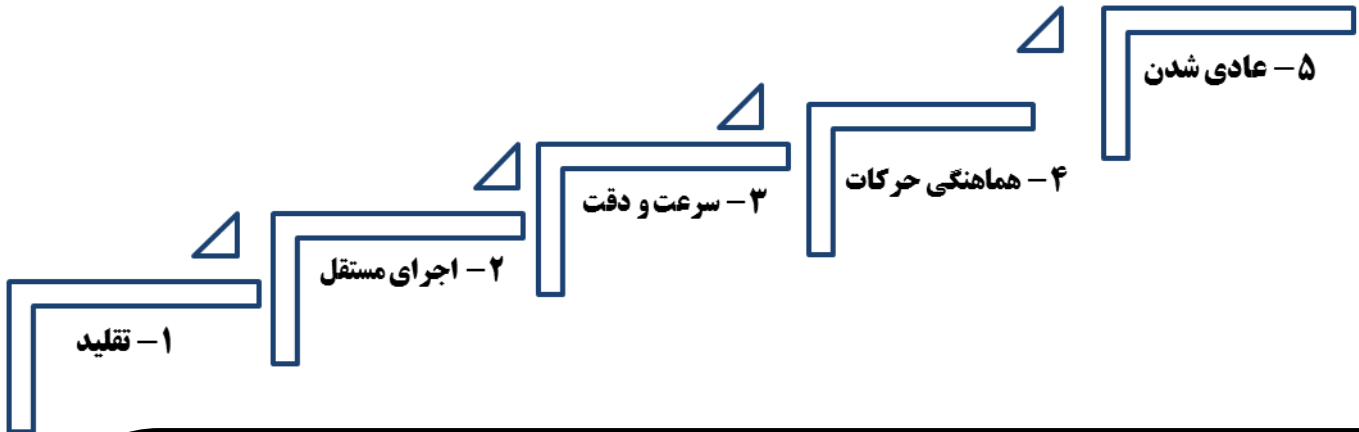 ۵ – عادی شدن
۴ – هماهنگی حرکات
۳ – سرعت و دقت
۲ – اجرای مستقل
۱ – تقلید